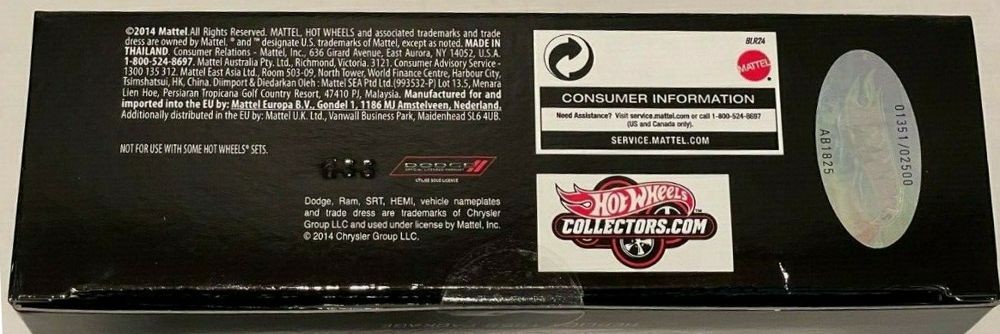 ©2014 Mattel.All Rights Reserved. MATTEL, HOT WHEELS and associated trademarks and trade
dress are owned by Mattel. ® and ™ designate U.S. trademarks of Mattel, except as noted. MADE IN
THAILAND. Consumer Relations - Mattel, Inc., 636 Girard Avenue, East Aurora, NY 14052, U.S.A.
1-800-524-8697. Mattel Australia Pty. Ltd., Richmond, Victoria. 3121. Consumer Advisory Service -
1300 135 312. Mattel East Asia Ltd., Room 503-09, North Tower, World Finance Centre, Harbour City,
Tsimshatsui, HK, China. Diimport & Diedarkan Oleh : Mattel SEA Ptd Ltd.(993532-P) Lot 13.5, Menara
Lien Hoe, Persiaran Tropicana Golf Country Resort, 47410 PJ, Malaysia. Manufactured for and
imported into the EU by: Mattel Europa B.V., Gondel 1, 1186 MJ Amstelveen, Nederland.
Additionally distributed in the EU by: Mattel U.K. Ltd., Vanwall Business Park, Maidenhead SL6 4UB.
NOT FOR USE WITH SOME HOT WHEELS® SETS.
DODGE
OFFICIAL LICENSED PRODUCT
UTILISÉ SOUS LICENCE
Dodge, Ram, SRT, HEMI, vehicle nameplates
and trade dress are trademarks of Chrysler
Group LLC and used under license by Mattel, Inc.
© 2014 Chrysler Group LLC.
BLR24
MATTEL
CONSUMER INFORMATION
Need Assistance? Visit service.mattel.com or call 1-800-524-8697
(US and Canada only).
SERVICE.MATTEL.COM
HOT WHEELS
COLLECTORS.COM
01351/02500
AB1825